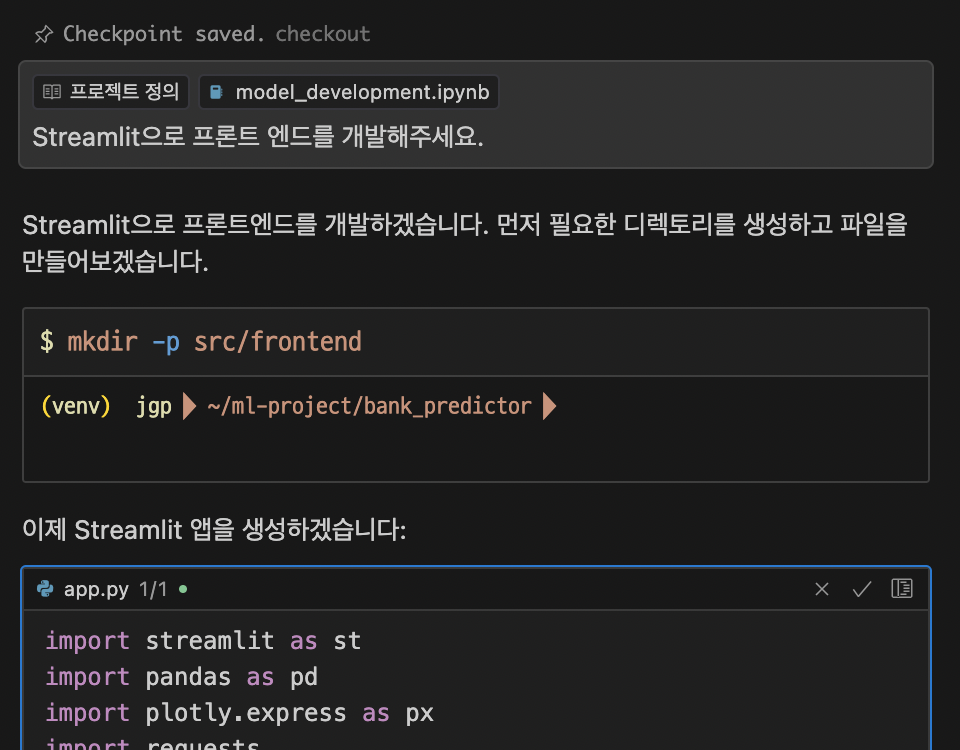 Checkpoint saved. checkout
프로젝트 정의 model_development.ipynb
Streamlit으로 프론트 엔드를 개발해주세요.
Streamlit으로 프론트엔드를 개발하겠습니다. 먼저 필요한 디렉토리를 생성하고 파일을
만들어보겠습니다.
$ mkdir -p src/frontend
(venv) jgp ~/ml-project/bank_predictor
이제 Streamlit 앱을 생성하겠습니다:
app.py 1/1
import streamlit as st
import pandas as pd
import plotly.express as px
import requests